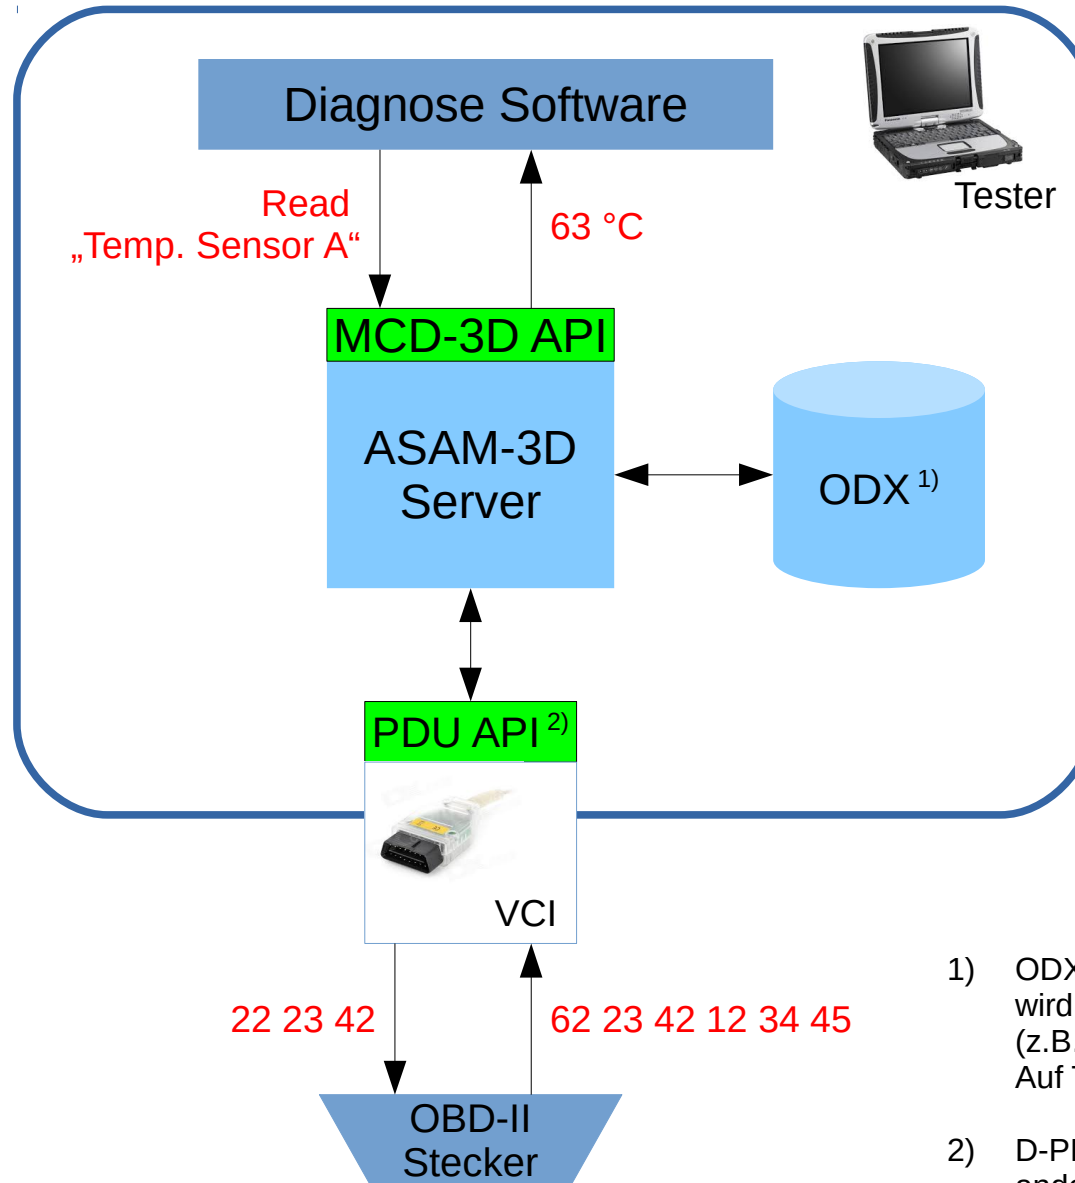 Diagnose Software
Tester
Read
„Temp. Sensor A“
63 °C
MCD-3D API
ASAM-3D
Server
ODX 1)
PDU API 2)
VCI
22 23 42
62 23 42 12 34 45
OBD-II
Stecker
1) ODX
wird
(z.B.
Auf
2)